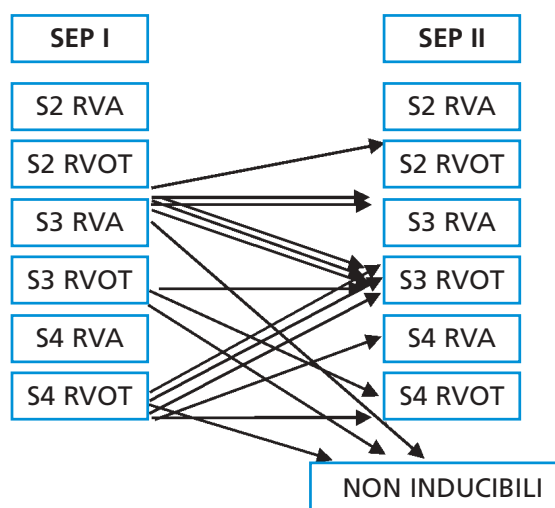 SEP I
SEP II
S2 RVA
S2 RVA
S2 RVOT
S2 RVOT
S3 RVA
S3 RVA
S3 RVOT
S3 RVOT
S4 RVA
S4 RVA
S4 RVOT
S4 RVOT
NON INDUCIBILI